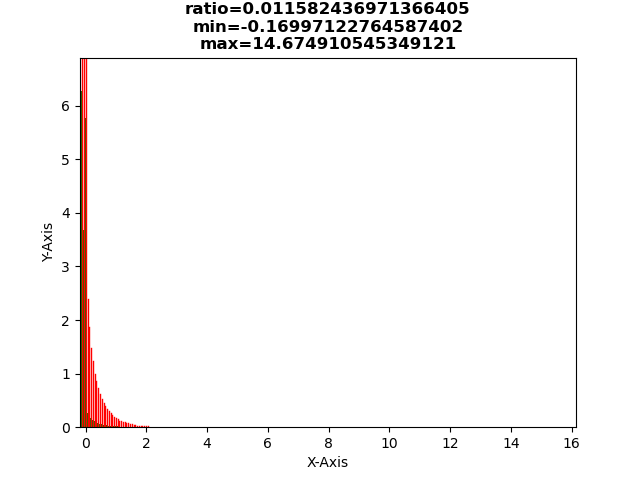 ratio=0.011582436971366405
min=-0.16997122764587402
max=14.674910545349121
6
5
4
3
2
1
0
Y-Axis
0 2 4 6 8 10 12 14 16
X-Axis